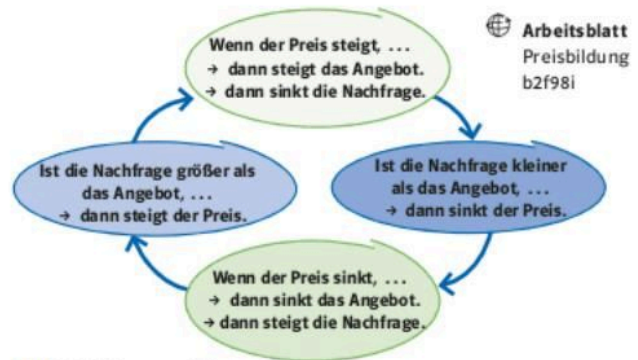 Wenn der Preis steigt, ...
→ dann steigt das Angebot.
→ dann sinkt die Nachfrage.
Arbeitsblatt
Preisbildung
b2f98i
Ist die Nachfrage größer als
das Angebot, ...
→ dann steigt der Preis.
Ist die Nachfrage kleiner
als das Angebot, ...
→ dann sinkt der Preis.
Wenn der Preis sinkt, ...
→ dann sinkt das Angebot.
→ dann steigt die Nachfrage.